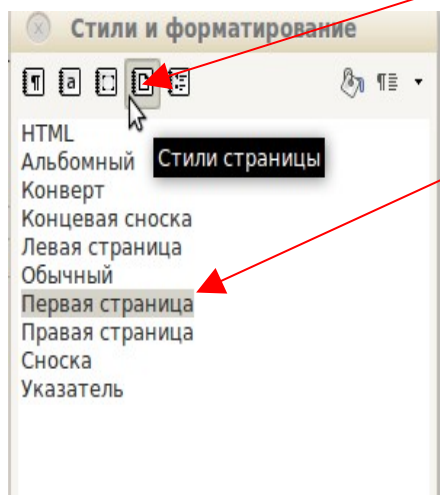 Стили и форматирование
Стили страницы
HTML
Альбомный
Конверт
Концевая сноска
Левая страница
Обычный
Первая страница
Правая страница
Сноска
Указатель